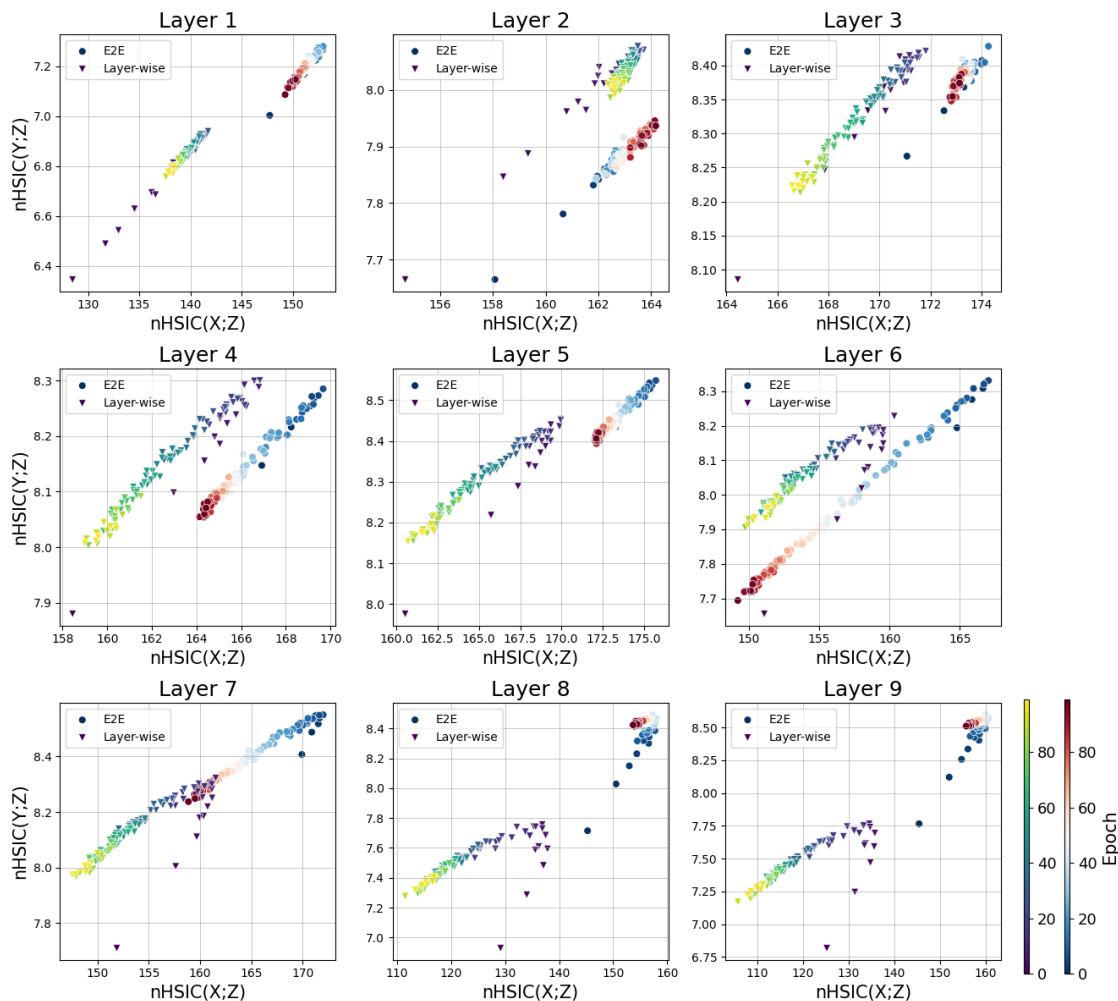 Layer 1
E2E
Layer-wise
nHSIC(Y;Z)
7.2
7.0
6.8
6.6
6.4
130
135
140
145
150
nHSIC(X;Z)
Layer 2
E2E
Layer-wise
8.0
7.9
7.8
7.7
156
158
160
162
164
nHSIC(X;Z)
Layer 3
E2E
Layer-wise
8.40
8.35
8.30
8.25
8.20
8.15
8.10
164
166
168
170
172
174
nHSIC(X;Z)
Layer 4
E2E
Layer-wise
nHSIC(Y;Z)
8.3
8.2
8.1
8.0
7.9
158
160
162
164
166
168
170
nHSIC(X;Z)
Layer 5
E2E
Layer-wise
8.5
8.4
8.3
8.2
8.1
8.0
160.0
162.5
165.0
167.5
170.0
172.5
175.0
nHSIC(X;Z)
Layer 6
E2E
Layer-wise
8.3
8.2
8.1
8.0
7.9
7.8
7.7
150
155
160
165
nHSIC(X;Z)
Layer 7
E2E
Layer-wise
nHSIC(Y;Z)
8.4
8.2
8.0
7.8
150
155
160
165
170
nHSIC(X;Z)
Layer 8
E2E
Layer-wise
8.4
8.2
8.0
7.8
7.6
7.4
7.2
7.0
110
120
130
140
150
160
nHSIC(X;Z)
Layer 9
E2E
Layer-wise
8.50
8.25
8.00
7.75
7.50
7.25
7.00
6.75
110
120
130
140
150
160
nHSIC(X;Z)
80
60
40
20
0
80
60
40
20
0
Epoch